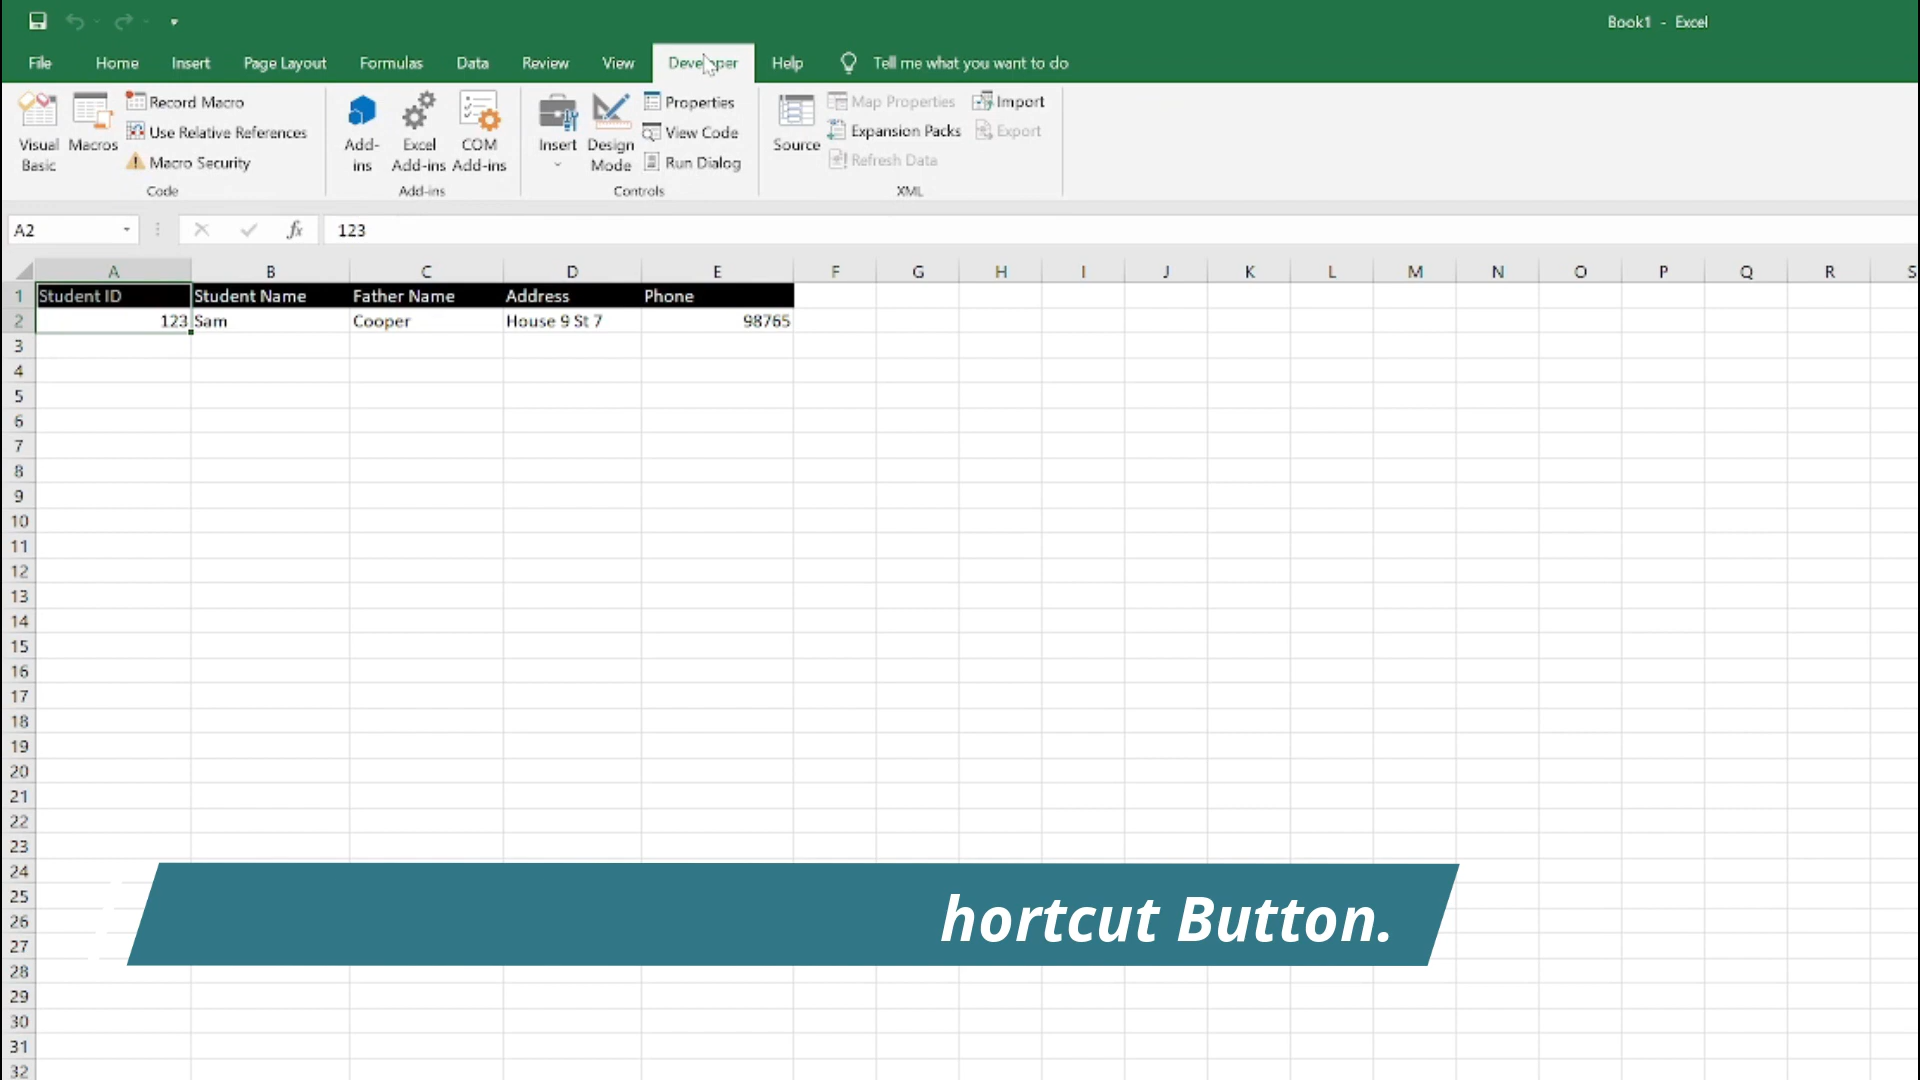 Book1 - Excel
File Home Insert Page Layout Formulas Data Review View Developer Help Tell me what you want to do
Visual Basic
Macros
Record Macro
Use Relative References
Macro Security
Code
Add-ins
Excel Add-ins
COM Add-ins
Add-ins
Insert
Design Mode
Properties
View Code
Run Dialog
Controls
Source
Map Properties
Expansion Packs
Refresh Data
Import
Export
XML
A2 fx 123
A B C D E F G H I J K L M N O P Q R S
1 Student ID Student Name Father Name Address Phone
2 123 Sam Cooper House 9 St 7 98765
3
4
5
6
7
8
9
10
11
12
13
14
15
16
17
18
19
20
21
22
23
24
25
26
27
28
29
30
31
32
hortcut Button.